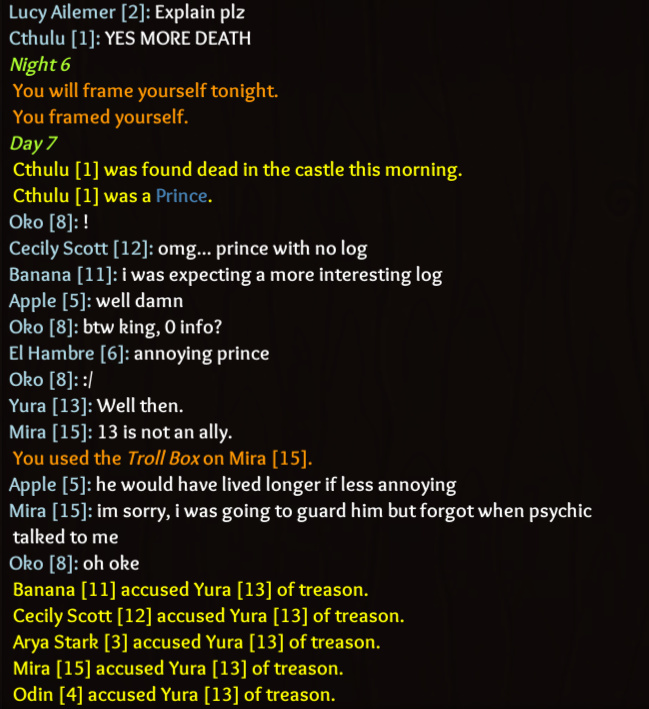 Lucy Ailemer [2]: Explain plz
Cthulu [1]: YES MORE DEATH
Night 6
You will frame yourself tonight.
You framed yourself.
Day 7
Cthulu [1] was found dead in the castle this morning.
Cthulu [1] was a Prince.
Oko [8]: !
Cecily Scott [12]: omg... prince with no log
Banana [11]: i was expecting a more interesting log
Apple [5]: well damn
Oko [8]: btw king, 0 info?
El Hambre [6]: annoying prince
Oko [8]: :/
Yura [13]: Well then.
Mira [15]: 13 is not an ally.
You used the Troll Box on Mira [15].
Apple [5]: he would have lived longer if less annoying
Mira [15]: im sorry, i was going to guard him but forgot when psychic
talked to me
Oko [8]: oh oke
Banana [11] accused Yura [13] of treason.
Cecily Scott [12] accused Yura [13] of treason.
Arya Stark [3] accused Yura [13] of treason.
Mira [15] accused Yura [13] of treason.
Odin [4] accused Yura [13] of treason.